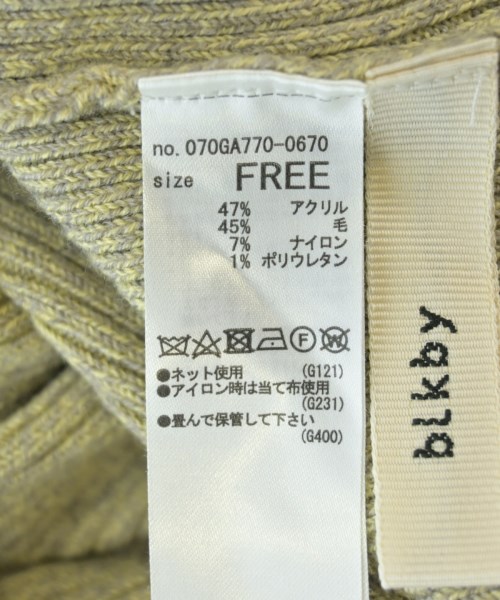 no. 070GA770-0670
size FREE
47% アクリル
45% 毛
7% ナイロン
1% ポリウレタン
●ネット使用 (G121)
●アイロン時は当て布使用
(G231)
●畳んで保管して下さい
(G400)
bLkby